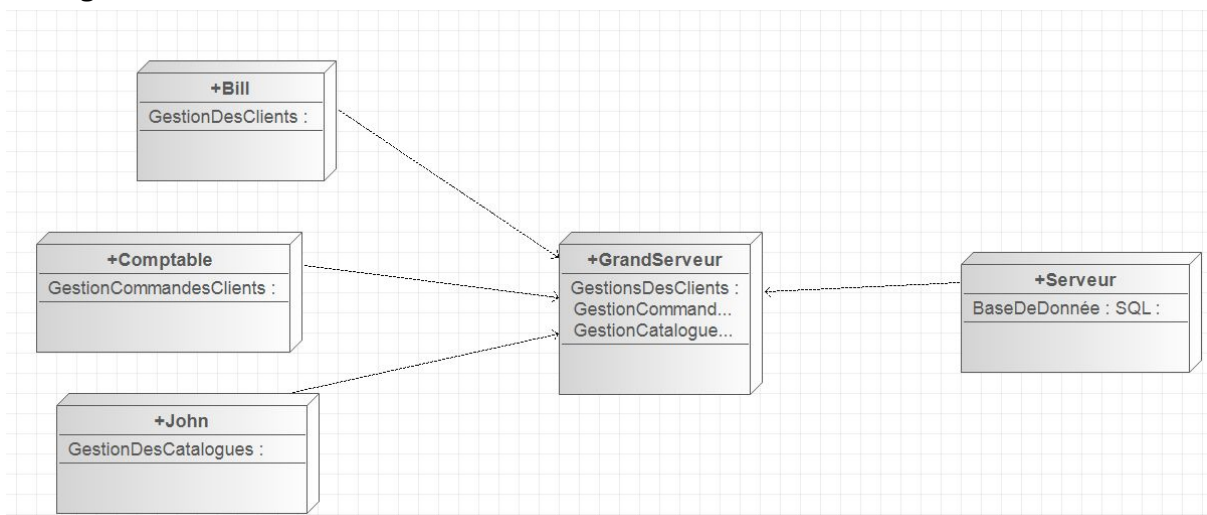 +Bill
GestionDesClients :
+Comptable
GestionCommandesClients :
+John
GestionDesCatalogues :
+GrandServeur
GestionsDesClients :
GestionCommand...
GestionCatalogue...
+Serveur
BaseDeDonnée : SQL :